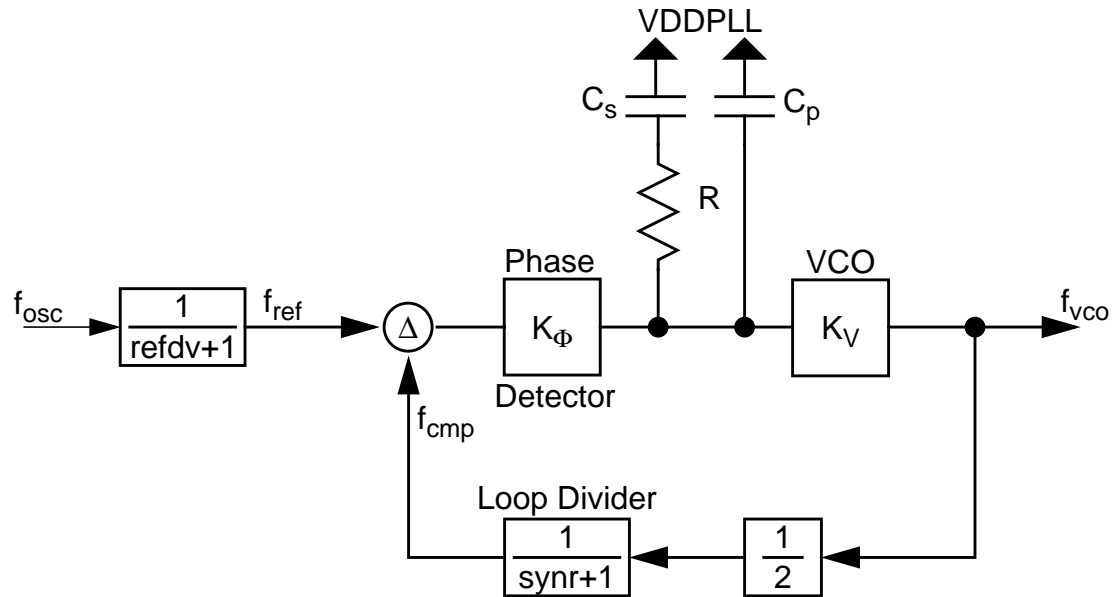 VDDPLL
Cs
Cp
R
Phase
VCO
fosc
1
refdv+1
fref
Δ
KΦ
KV
fvco
Detector
fcmp
Loop Divider
1
synr+1
1
2